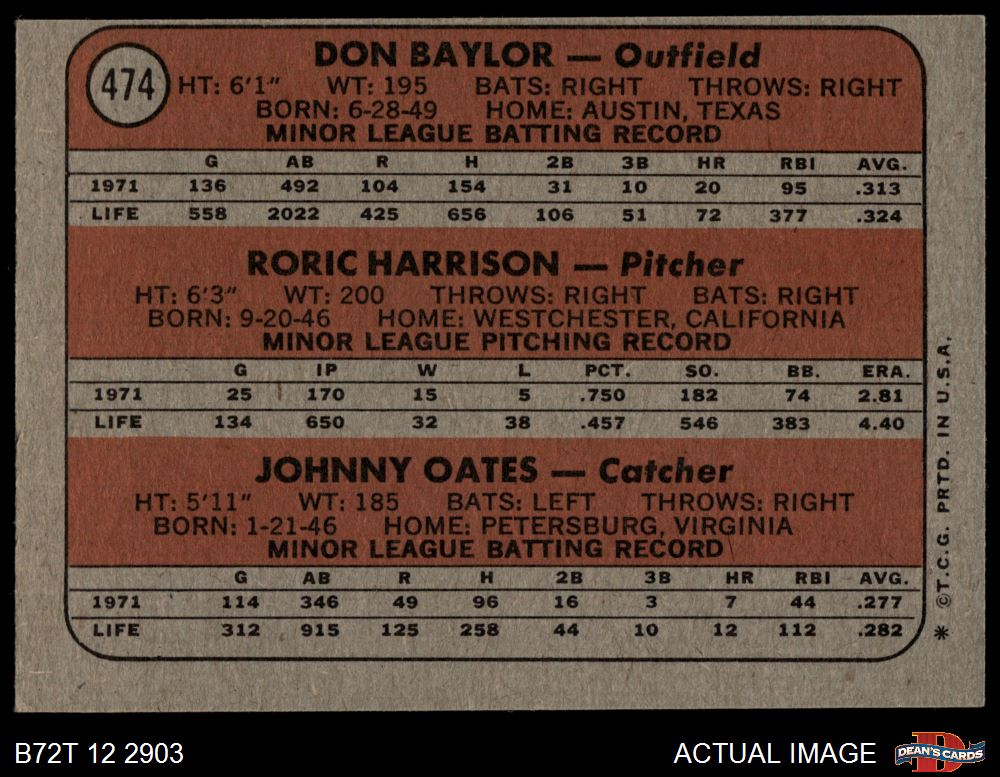 474
DON BAYLOR — Outfield
HT: 6'1" WT: 195 BATS: RIGHT THROWS: RIGHT
BORN: 6-28-49 HOME: AUSTIN, TEXAS
MINOR LEAGUE BATTING RECORD
G AB R H 2B 3B HR RBI AVG.
1971 136 492 104 154 31 10 20 95 .313
LIFE 558 2022 425 656 106 51 72 377 .324
RORIC HARRISON — Pitcher
HT: 6'3" WT: 200 THROWS: RIGHT BATS: RIGHT
BORN: 9-20-46 HOME: WESTCHESTER, CALIFORNIA
MINOR LEAGUE PITCHING RECORD
G IP W L PCT. SO. BB. ERA.
1971 25 170 15 5 .750 182 74 2.81
LIFE 134 650 32 38 .457 546 383 4.40
JOHNNY OATES — Catcher
HT: 5'11" WT: 185 BATS: LEFT THROWS: RIGHT
BORN: 1-21-46 HOME: PETERSBURG, VIRGINIA
MINOR LEAGUE BATTING RECORD
G AB R H 2B 3B HR RBI AVG.
1971 114 346 49 96 16 3 7 44 .277
LIFE 312 915 125 258 44 10 12 112 .282
* ©T.C.G. PRTD. IN U.S.A.
B72T 12 2903
ACTUAL IMAGE
D
DEAN'S CARDS